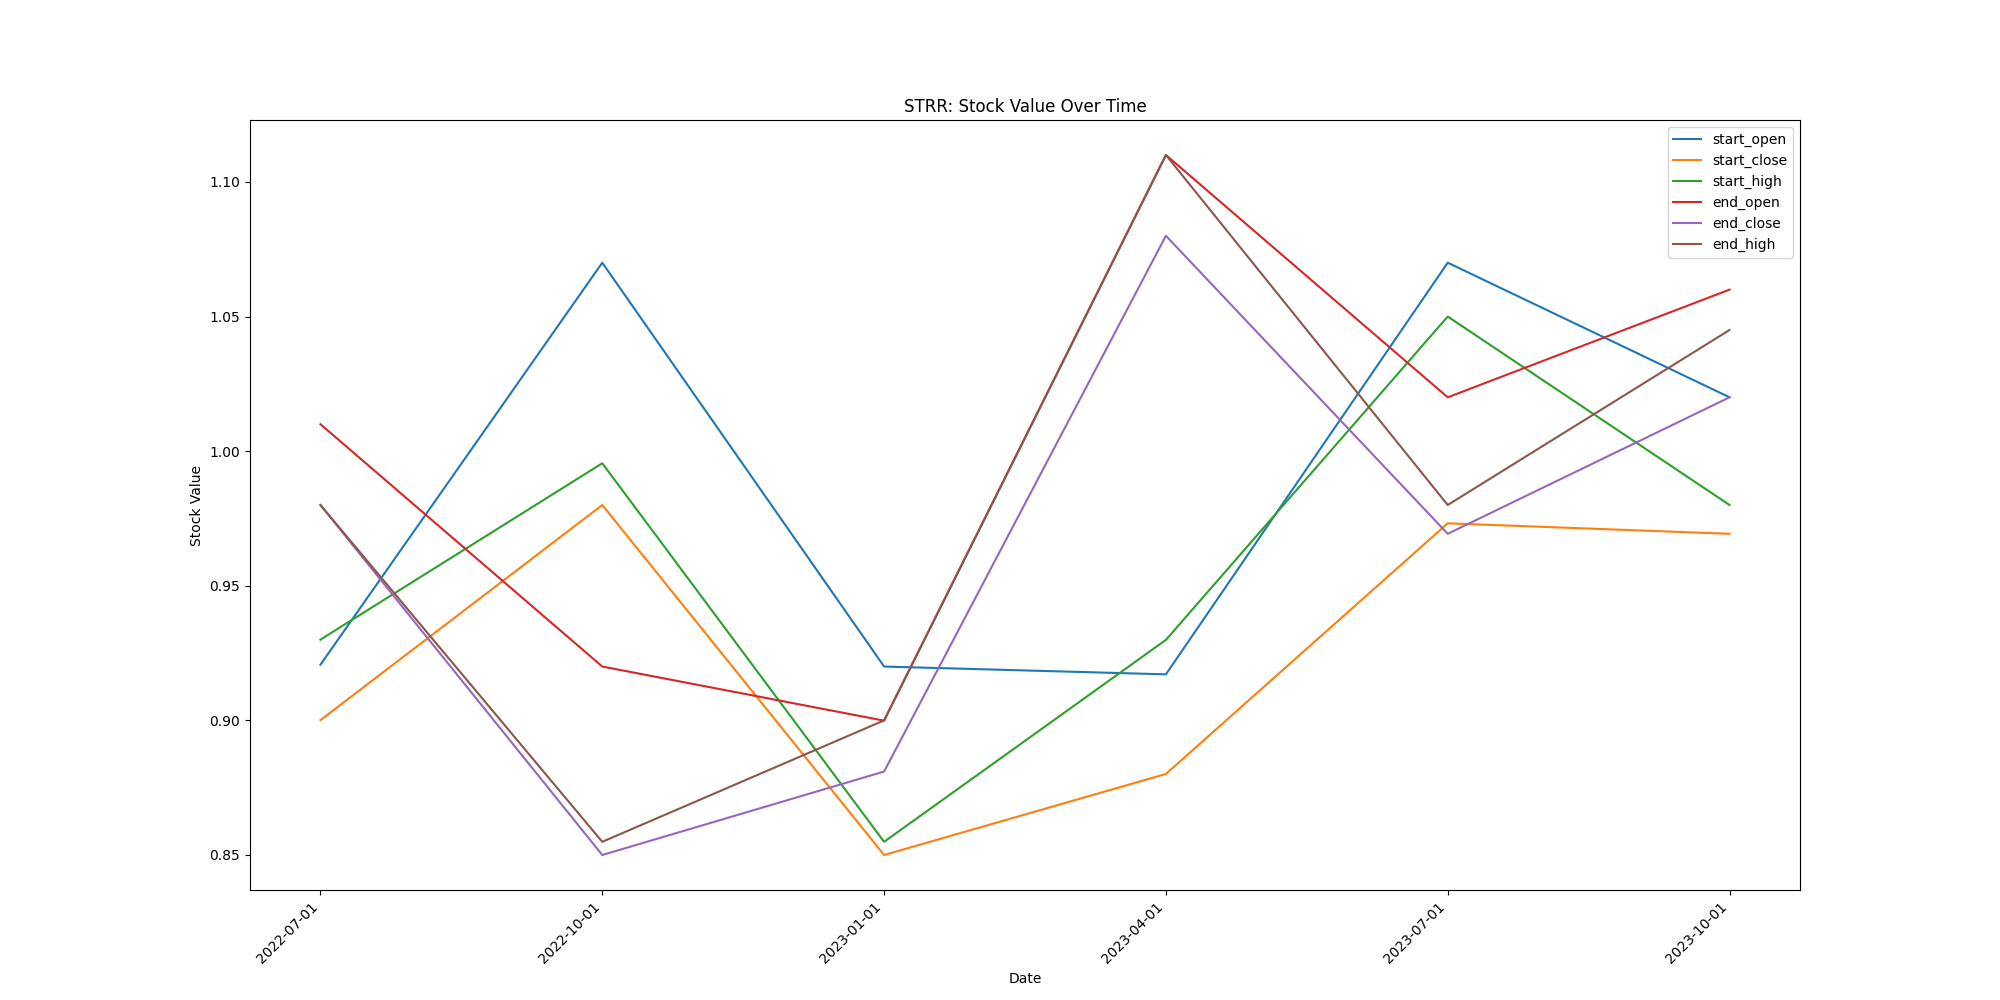 STRR: Stock Value Over Time
start_open
start_close
start_high
end_open
end_close
end_high
Stock Value
1.10
1.05
1.00
0.95
0.90
0.85
2022-07-01
2022-10-01
2023-01-01
2023-04-01
2023-07-01
2023-10-01
Date